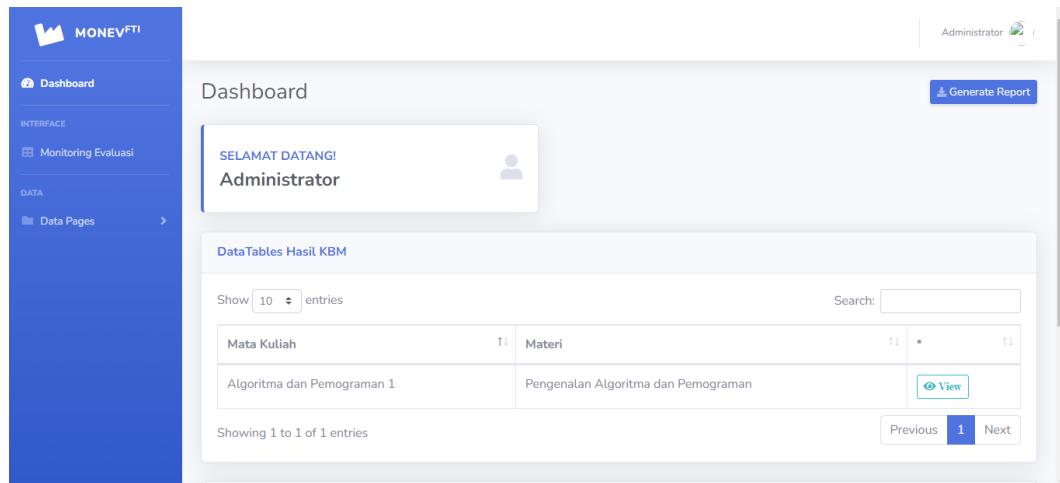 MONEVFTI
Administrator
Dashboard
Dashboard
Generate Report
INTERFACE
Monitoring Evaluasi
SELAMAT DATANG!
Administrator
DATA
Data Pages
DataTables Hasil KBM
Show 10 entries
Search:
Mata Kuliah Materi *
Algoritma dan Pemograman 1 Pengenalan Algoritma dan Pemograman View
Showing 1 to 1 of 1 entries
Previous 1 Next